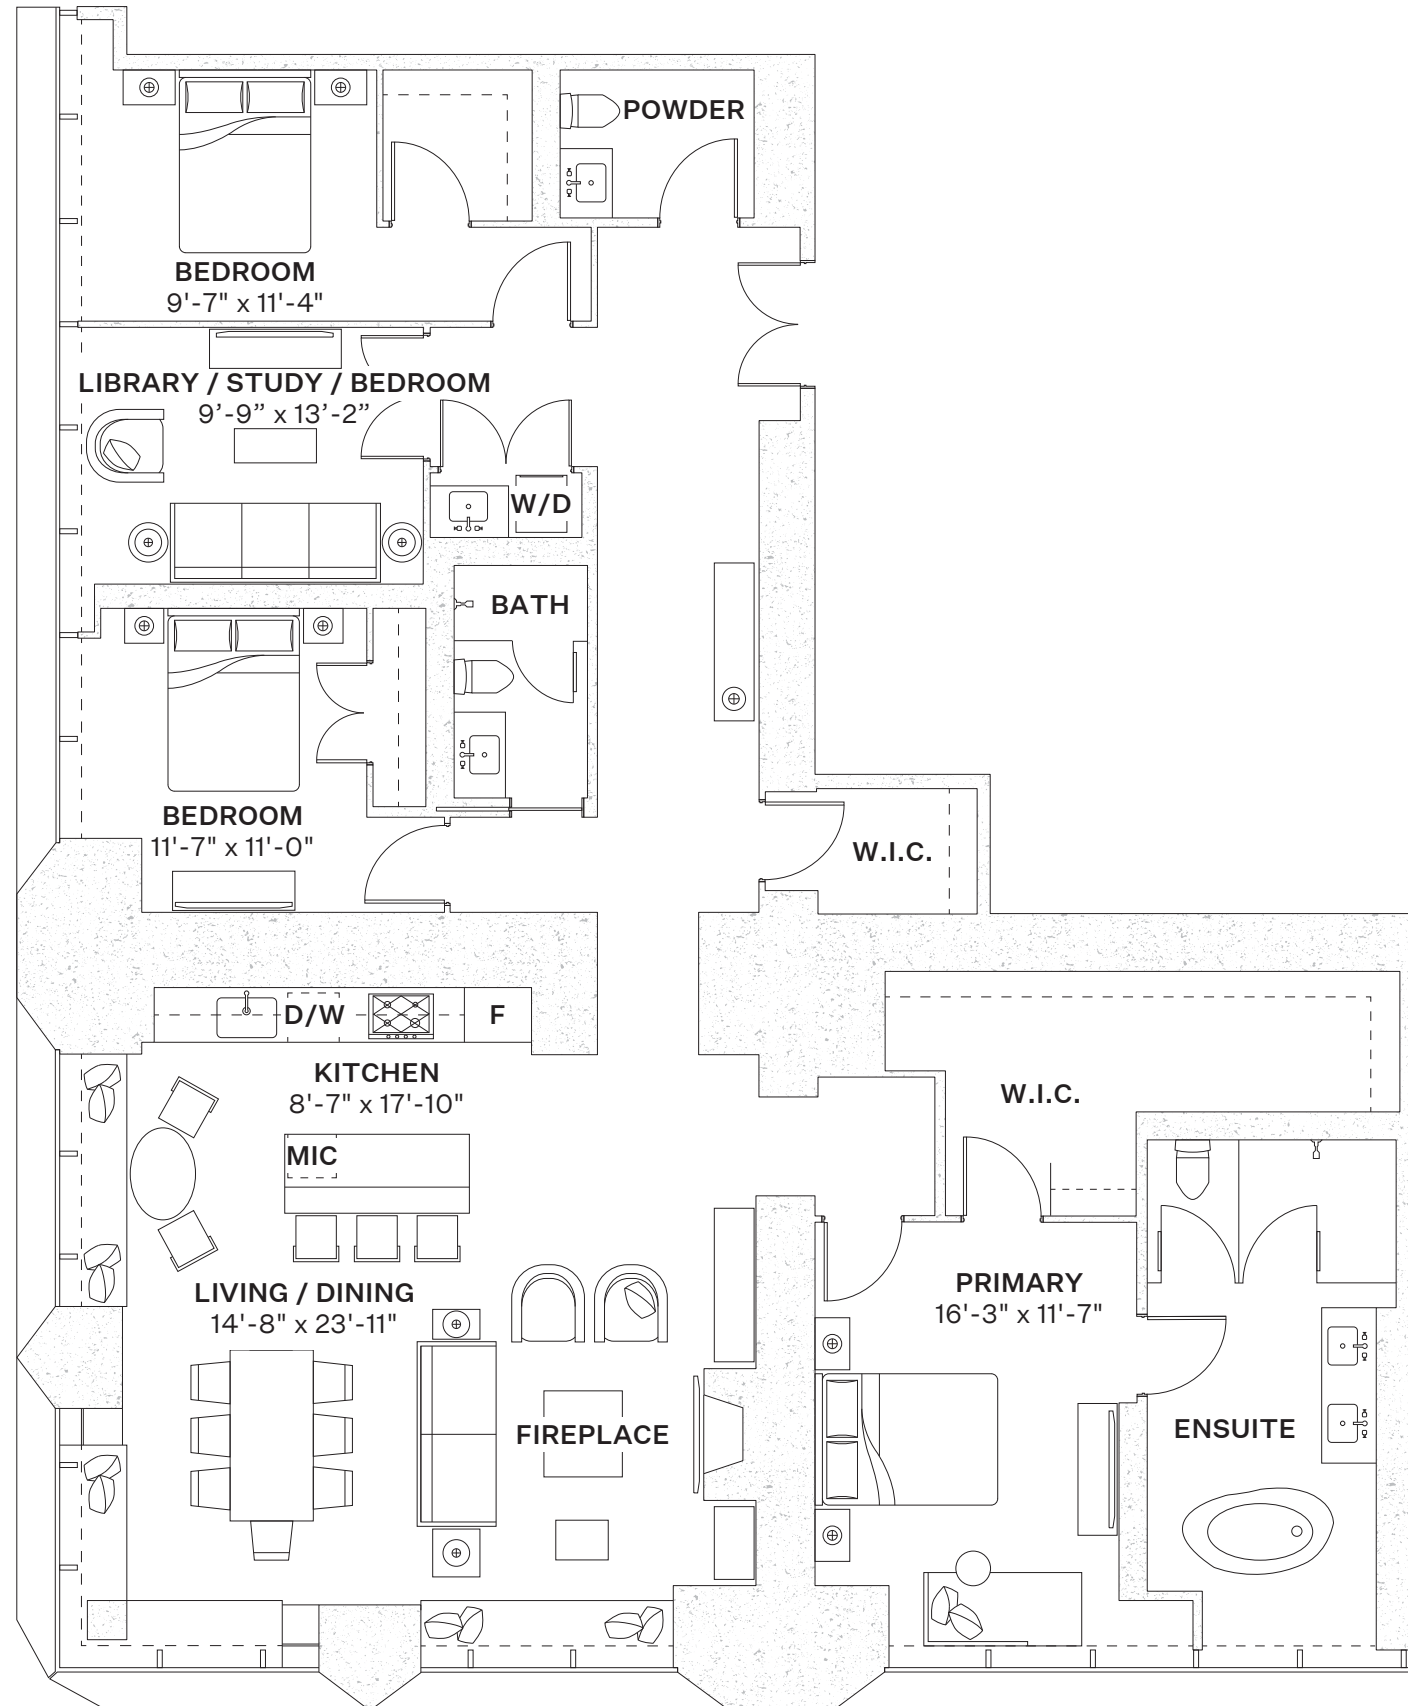 POWDER
BEDROOM
9'-7" x 11'-4"
LIBRARY / STUDY / BEDROOM
9’-9” x 13’-2”
W/D
BATH
BEDROOM
11'-7" x 11'-0"
W.I.C.
D/W
F
KITCHEN
8'-7" x 17'-10"
W.I.C.
MIC
LIVING / DINING
14'-8" x 23'-11"
PRIMARY
16'-3" x 11'-7"
FIREPLACE
ENSUITE